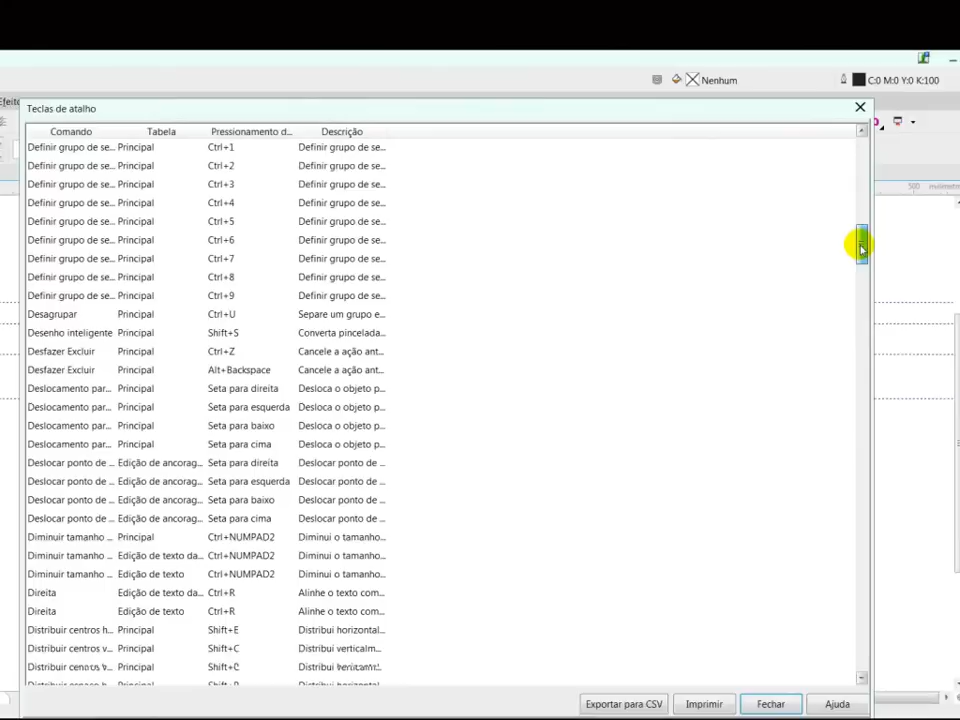 Nenhum
C:0 M:0 Y:0 K:100
Efeito
Teclas de atalho
Comando Tabela Pressionamento d... Descrição
500 milímetro
Definir grupo de se... Principal Ctrl+1 Definir grupo de se...
Definir grupo de se... Principal Ctrl+2 Definir grupo de se...
Definir grupo de se... Principal Ctrl+3 Definir grupo de se...
Definir grupo de se... Principal Ctrl+4 Definir grupo de se...
Definir grupo de se... Principal Ctrl+5 Definir grupo de se...
Definir grupo de se... Principal Ctrl+6 Definir grupo de se...
Definir grupo de se... Principal Ctrl+7 Definir grupo de se...
Definir grupo de se... Principal Ctrl+8 Definir grupo de se...
Definir grupo de se... Principal Ctrl+9 Definir grupo de se...
Desagrupar Principal Ctrl+U Separe um grupo e...
Desenho inteligente Principal Shift+S Converta pincelada...
Desfazer Excluir Principal Ctrl+Z Cancele a ação ant...
Desfazer Excluir Principal Alt+Backspace Cancele a ação ant...
Deslocamento par... Principal Seta para direita Desloca o objeto p...
Deslocamento par... Principal Seta para esquerda Desloca o objeto p...
Deslocamento par... Principal Seta para baixo Desloca o objeto p...
Deslocamento par... Principal Seta para cima Desloca o objeto p...
Deslocar ponto de ... Edição de ancorag... Seta para direita Deslocar ponto de ...
Deslocar ponto de ... Edição de ancorag... Seta para esquerda Deslocar ponto de ...
Deslocar ponto de ... Edição de ancorag... Seta para baixo Deslocar ponto de ...
Deslocar ponto de ... Edição de ancorag... Seta para cima Deslocar ponto de ...
Diminuir tamanho ... Principal Ctrl+NUMPAD2 Diminui o tamanho...
Diminuir tamanho ... Edição de texto da... Ctrl+NUMPAD2 Diminui o tamanho...
Diminuir tamanho ... Edição de texto Ctrl+NUMPAD2 Diminui o tamanho...
Direita Edição de texto da... Ctrl+R Alinhe o texto com...
Direita Edição de texto Ctrl+R Alinhe o texto com...
Distribuir centros h... Principal Shift+E Distribui horizontal...
Distribuir centros v... Principal Shift+C Distribui verticalm...
Distribuir Principal Distribui
Exportar para CSV Imprimir Fechar Ajuda